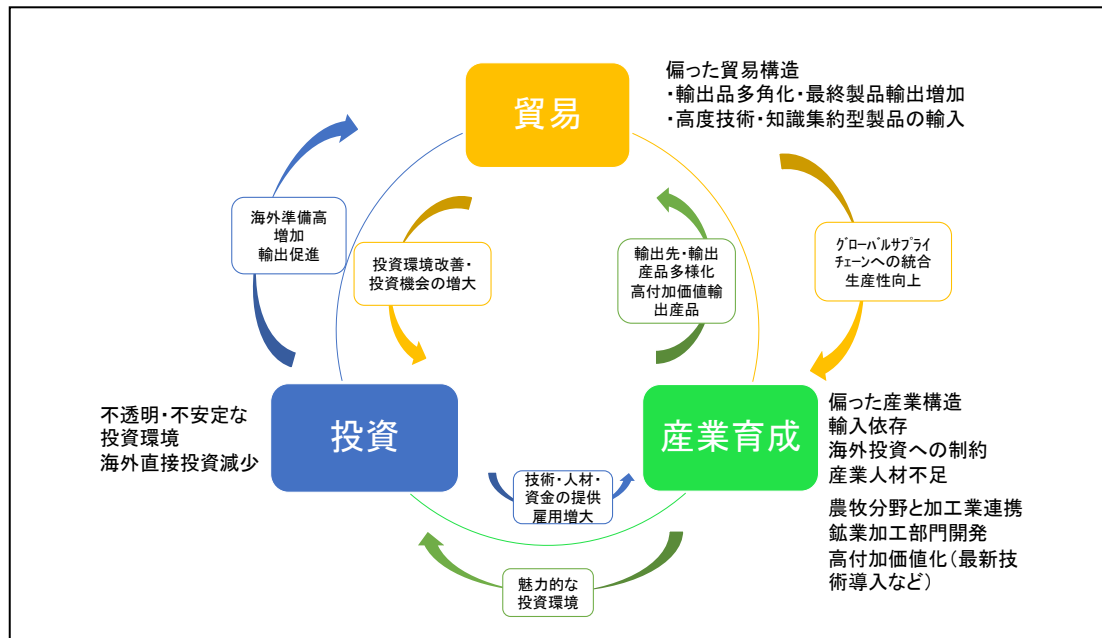 貿易
偏った貿易構造
・輸出品多角化・最終製品輸出増加
・高度技術・知識集約型製品の輸入
海外準備高
増加
輸出促進
投資環境改善・
投資機会の増大
輸出先・輸出
産品多様化
高付加価値輸
出産品
ｸﾞﾛｰﾊﾞﾙサプライ
チェーンへの統合
生産性向上
不透明・不安定な
投資環境
海外直接投資減少
投資
産業育成
偏った産業構造
輸入依存
海外投資への制約
産業人材不足
農牧分野と加工業連携
鉱業加工部門開発
高付加価値化（最新技
術導入など）
技術・人材・
資金の提供
雇用増大
魅力的な
投資環境